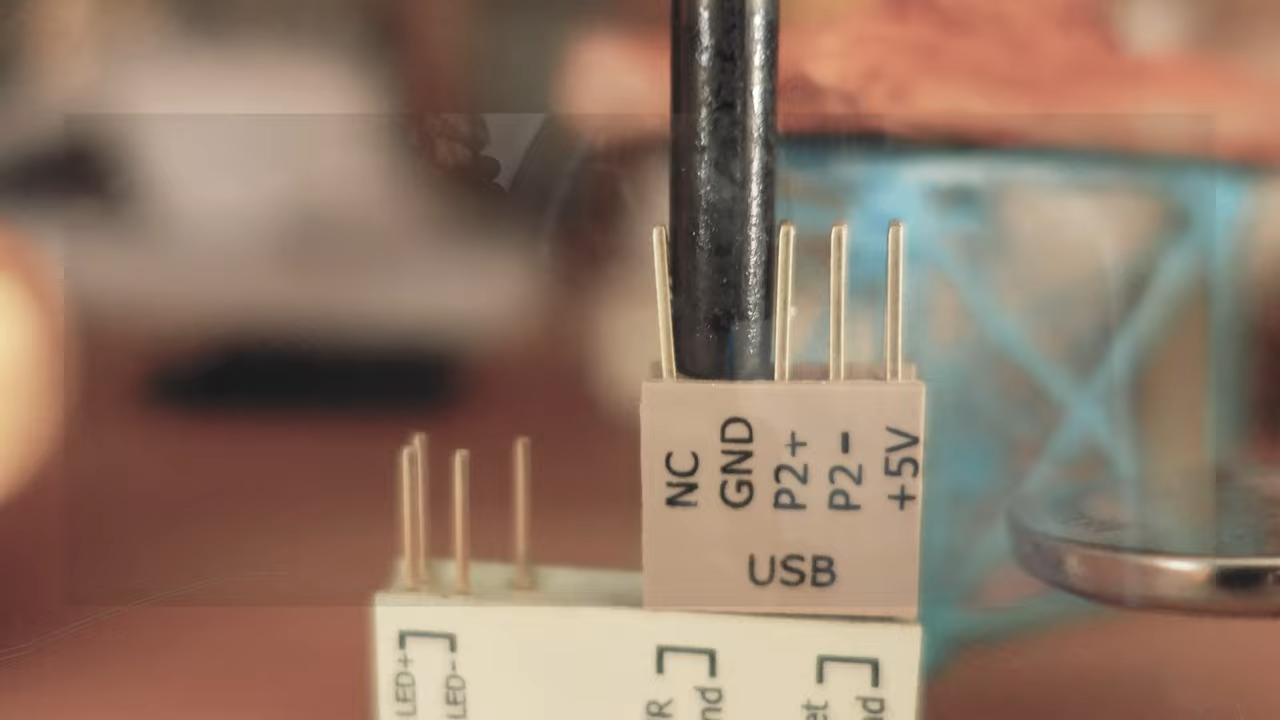 NC
GND
P2+
P2-
+5V
USB
LED+
LED-